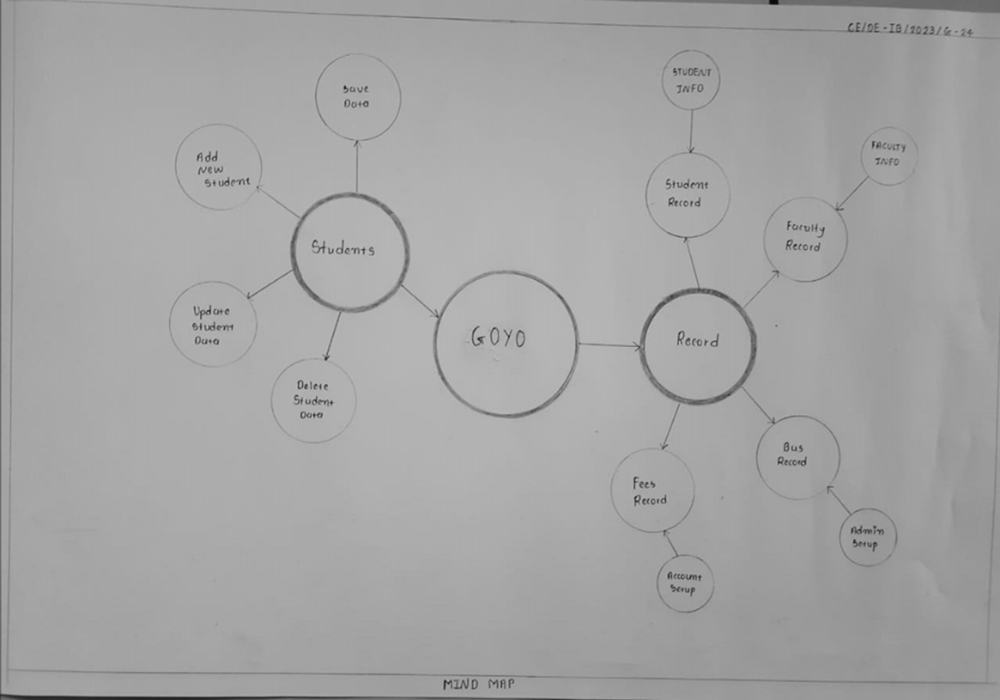 CE/DE-IB/2023/G-24
Save
Data
Add
New
Student
Students
Update
Student
Data
Delete
Student
Data
GOYO
STUDENT
INFO
Student
Record
FACULTY
INFO
Faculty
Record
Record
Bus
Record
Admin
Setup
Fees
Record
Account
Setup
MIND MAP